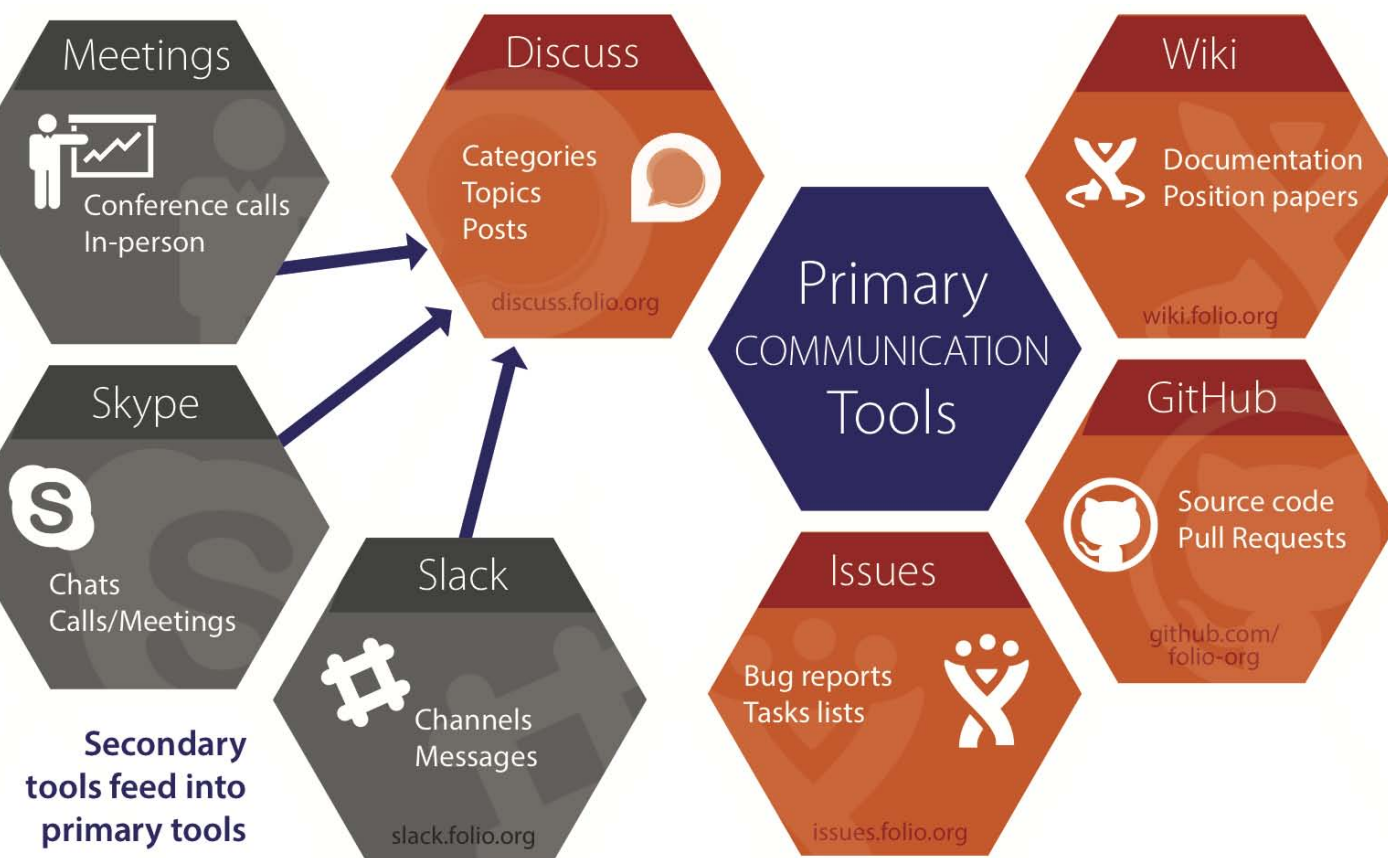 Meetings
Conference calls
In-person
Discuss
Categories
Topics
Posts
discuss.folio.org
Primary
COMMUNICATION
Tools
Wiki
Documentation
Position papers
wiki.folio.org
Skype
S
Chats
Calls/Meetings
Slack
Channels
Messages
slack.folio.org
Issues
Bug reports
Tasks lists
issues.folio.org
GitHub
Source code
Pull Requests
github.com/
folio-org
Secondary
tools feed into
primary tools